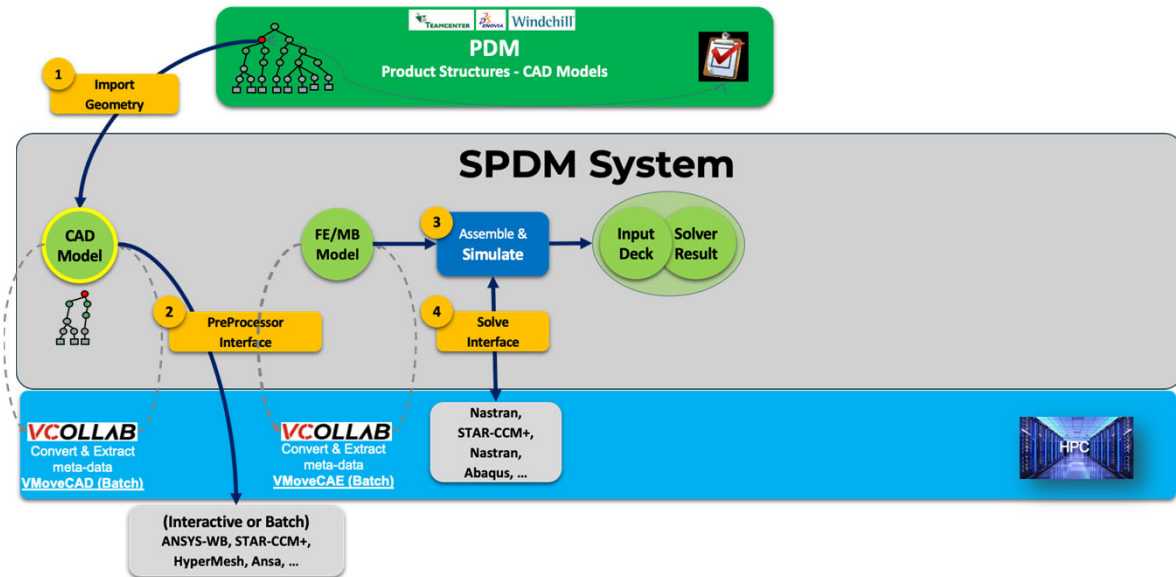 TEAMCENTER
ENOVIA
Windchill
PDM
Product Structures - CAD Models
1
Import
Geometry
SPDM System
CAD
Model
FE/MB
Model
3
Assemble &
Simulate
Input
Deck
Solver
Result
2
PreProcessor
Interface
4
Solve
Interface
VCOLLAB
Convert & Extract
meta-data
VMoveCAD (Batch)
VCOLLAB
Convert & Extract
meta-data
VMoveCAE (Batch)
Nastran,
STAR-CCM+,
Nastran,
Abaqus, ...
HPC
(Interactive or Batch)
ANSYS-WB, STAR-CCM+,
HyperMesh, Ansa, ...